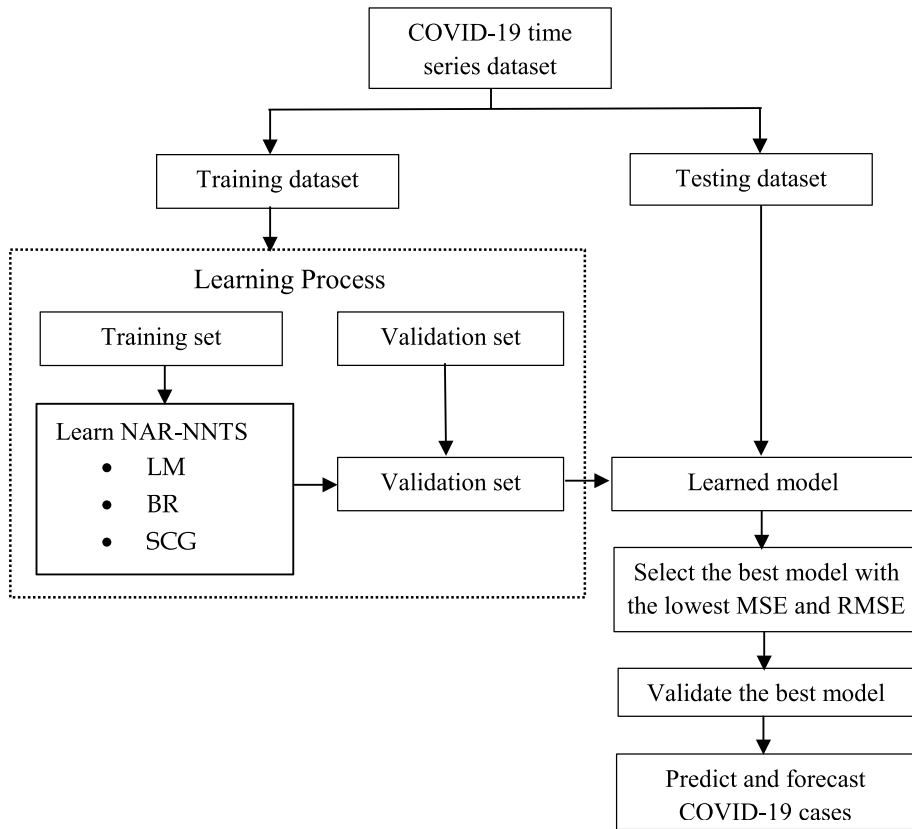 COVID-19 time
series dataset
Training dataset
Testing dataset
Learning Process
Training set
Validation set
Learn NAR-NNTS
• LM
• BR
• SCG
Validation set
Learned model
Select the best model with
the lowest MSE and RMSE
Validate the best model
Predict and forecast
COVID-19 cases